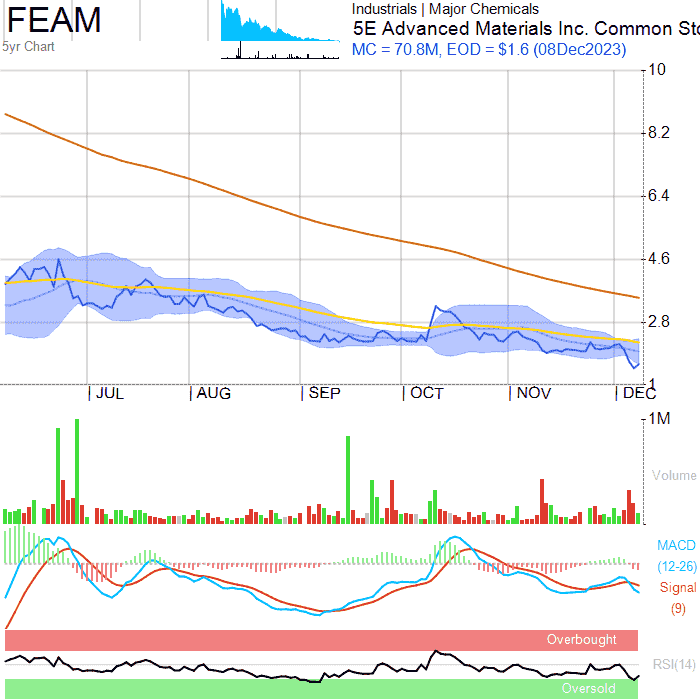 FEAM
5yr Chart
Industrials | Major Chemicals
5E Advanced Materials Inc. Common Sto
MC = 70.8M, EOD = $1.6 (08Dec2023)
10
8.2
6.4
4.6
2.8
1
JUL AUG SEP OCT NOV DEC
1M
Volume
MACD
(12-26)
Signal
(9)
Overbought
RSI(14)
Oversold